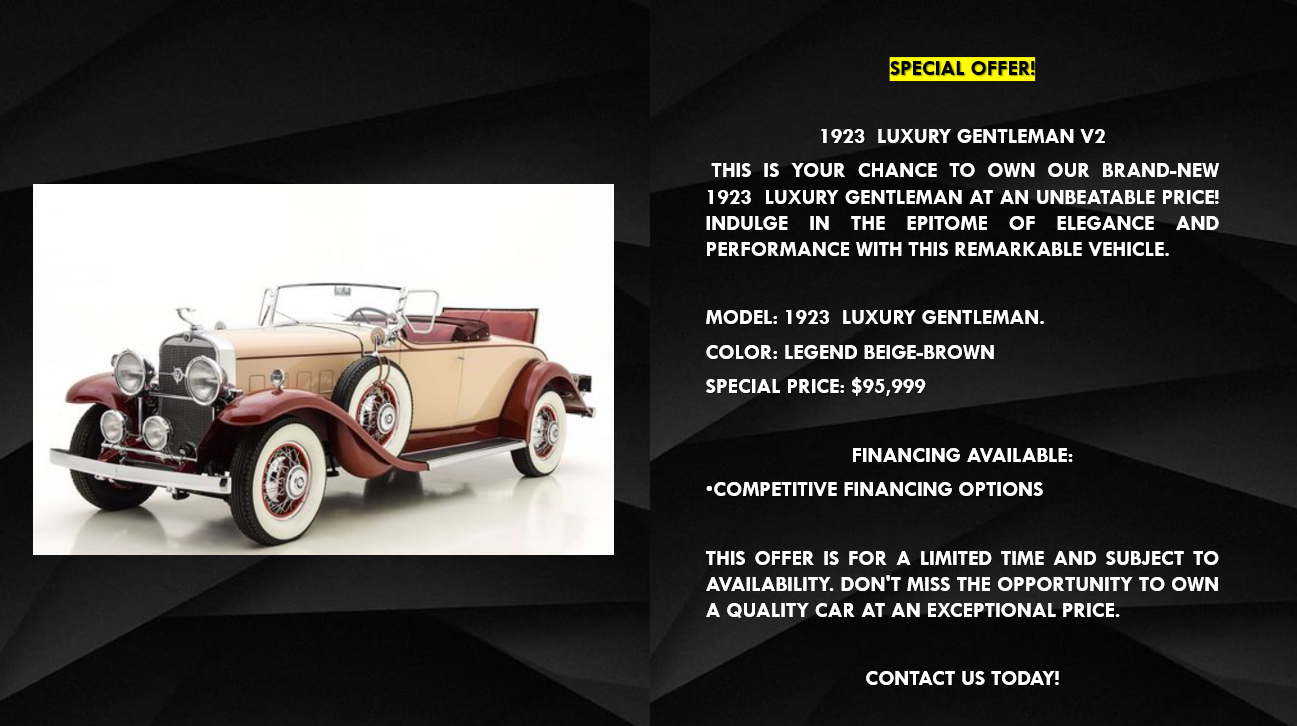 SPECIAL OFFER!
1923 LUXURY GENTLEMAN V2
THIS IS YOUR CHANCE TO OWN OUR BRAND-NEW
1923 LUXURY GENTLEMAN AT AN UNBEATABLE PRICE!
INDULGE IN THE EPITOME OF ELEGANCE AND
PERFORMANCE WITH THIS REMARKABLE VEHICLE.
MODEL: 1923 LUXURY GENTLEMAN.
COLOR: LEGEND BEIGE-BROWN
SPECIAL PRICE: $95,999
FINANCING AVAILABLE:
•COMPETITIVE FINANCING OPTIONS
THIS OFFER IS FOR A LIMITED TIME AND SUBJECT TO
AVAILABILITY. DON'T MISS THE OPPORTUNITY TO OWN
A QUALITY CAR AT AN EXCEPTIONAL PRICE.
CONTACT US TODAY!